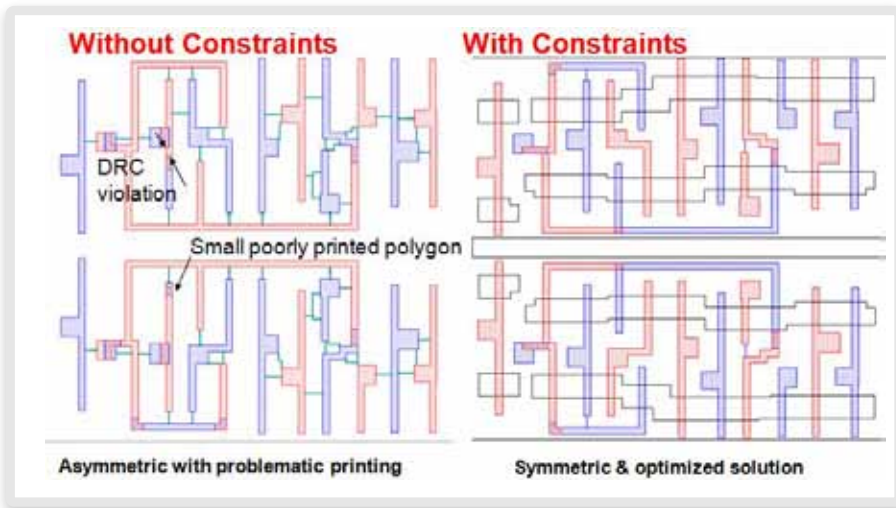 Without Constraints
With Constraints
DRC
violation
Small poorly printed polygon
Asymmetric with problematic printing
Symmetric & optimized solution